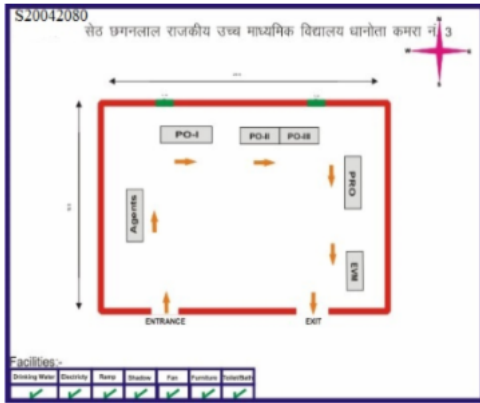 S20042080
सेठ छगनलाल राजकीय उच्च माध्यमिक विद्यालय धानोता कमरा नं 3
N
S
PO-I
PO-II PO-III
PRO
Agents
EVM
ENTRANCE EXIT
Facilities:-
Drinking Water Electricity Ramp Shadow Fan Furniture Toilet/Bath